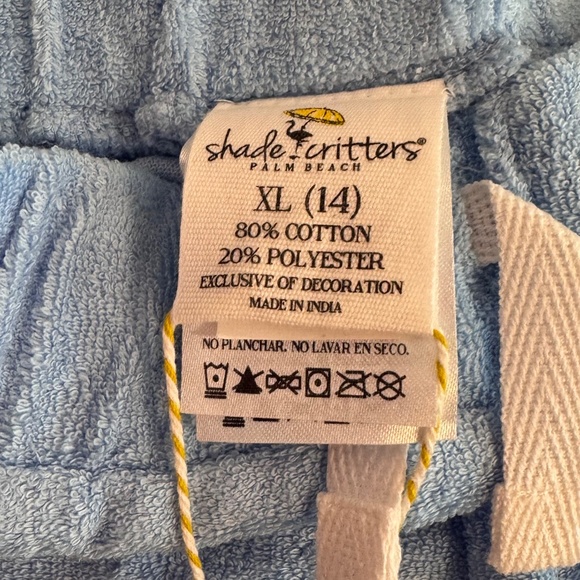 shade critters®
PALM BEACH
XL (14)
80% COTTON
20% POLYESTER
EXCLUSIVE OF DECORATION
MADE IN INDIA
NO PLANCHAR. NO LAVAR EN SECO.